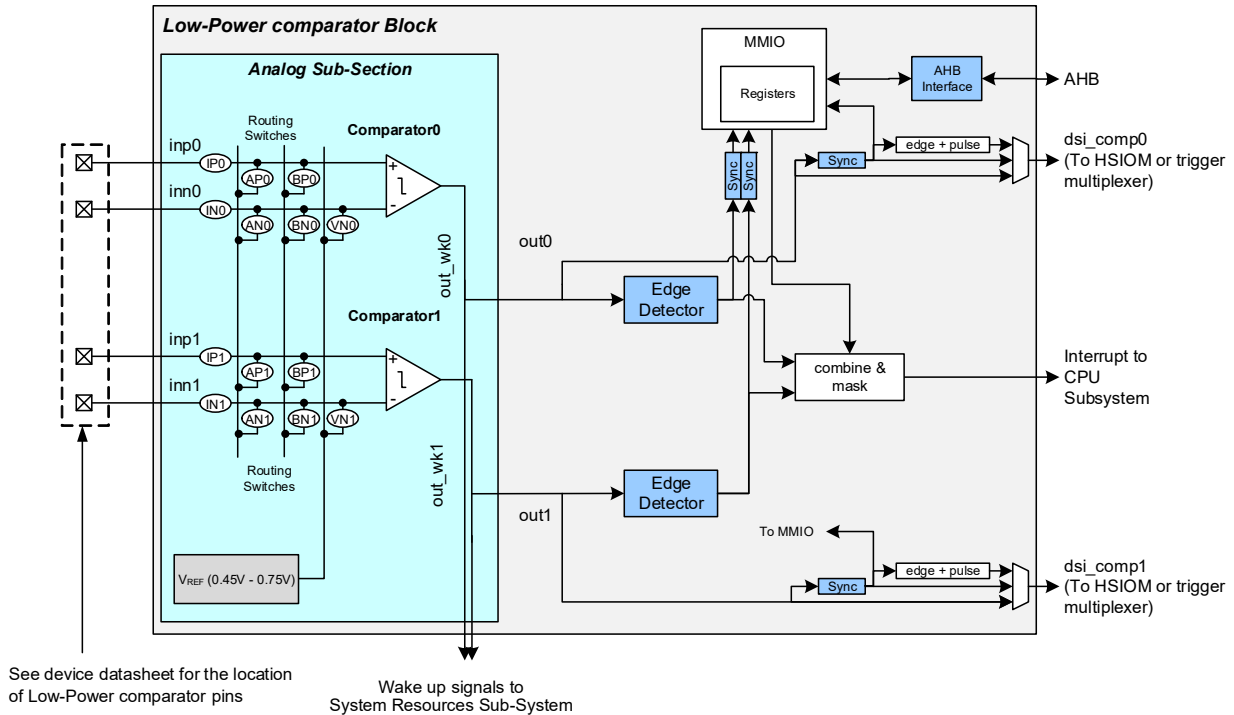 Low-Power comparator Block
Analog Sub-Section
Routing
Switches
Comparator0
inp0
IP0
AP0
BP0
+
inn0
IN0
AN0
BN0
VN0
-
out_wk0
Comparator1
inp1
IP1
AP1
BP1
+
inn1
IN1
AN1
BN1
VN1
-
out_wk1
Routing
Switches
VREF (0.45V - 0.75V)
MMIO
Registers
AHB
Interface
AHB
Sync
Sync
Sync
edge + pulse
dsi_comp0
(To HSIOM or trigger
multiplexer)
out0
Edge
Detector
combine &
mask
Interrupt to
CPU
Subsystem
Edge
Detector
out1
To MMIO
Sync
edge + pulse
dsi_comp1
(To HSIOM or trigger
multiplexer)
See device datasheet for the location
of Low-Power comparator pins
Wake up signals to
System Resources Sub-System